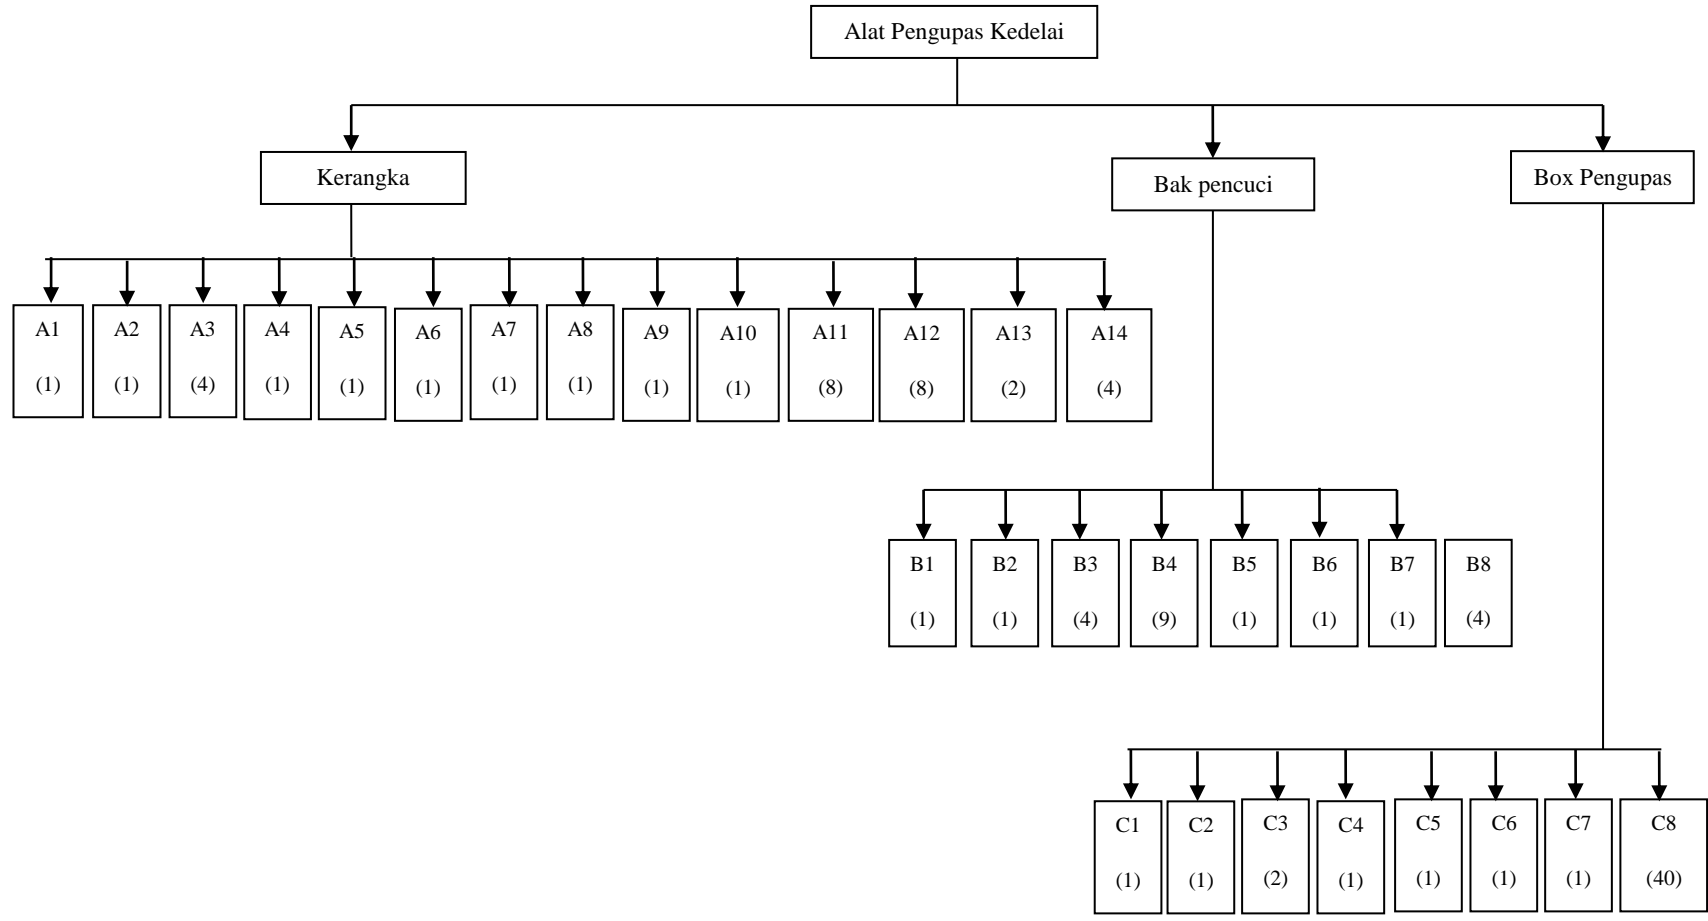 Alat Pengupas Kedelai
Kerangka
Bak pencuci
Box Pengupas
A1
(1)
A2
(1)
A3
(4)
A4
(1)
A5
(1)
A6
(1)
A7
(1)
A8
(1)
A9
(1)
A10
(1)
A11
(8)
A12
(8)
A13
(2)
A14
(4)
B1
(1)
B2
(1)
B3
(4)
B4
(9)
B5
(1)
B6
(1)
B7
(1)
B8
(4)
C1
(1)
C2
(1)
C3
(2)
C4
(1)
C5
(1)
C6
(1)
C7
(1)
C8
(40)